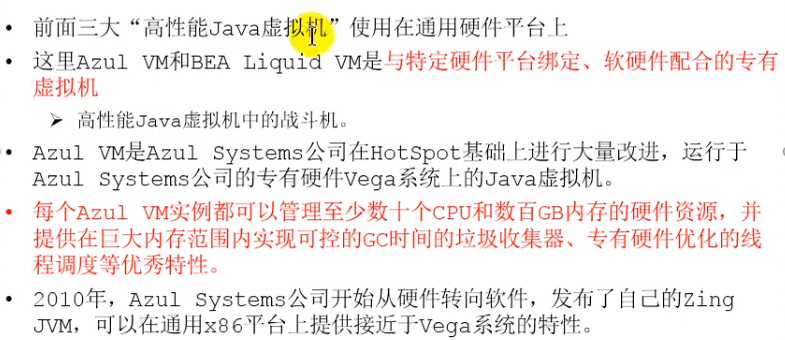 • 前面三大“高性能Java虚拟机”使用在通用硬件平台上
• 这里Azul VM和BEA Liquid VM是与特定硬件平台绑定、软硬件配合的专有
虚拟机
➢ 高性能Java虚拟机中的战斗机。
• Azul VM是Azul Systems公司在HotSpot基础上进行大量改进，运行于
Azul Systems公司的专有硬件Vega系统上的Java虚拟机。
• 每个Azul VM实例都可以管理至少数十个CPU和数百GB内存的硬件资源，并
提供在巨大内存范围内实现可控的GC时间的垃圾收集器、专有硬件优化的线
程调度等优秀特性。
• 2010年，Azul Systems公司开始从硬件转向软件，发布了自己的Zing
JVM，可以在通用x86平台上提供接近于Vega系统的特性。